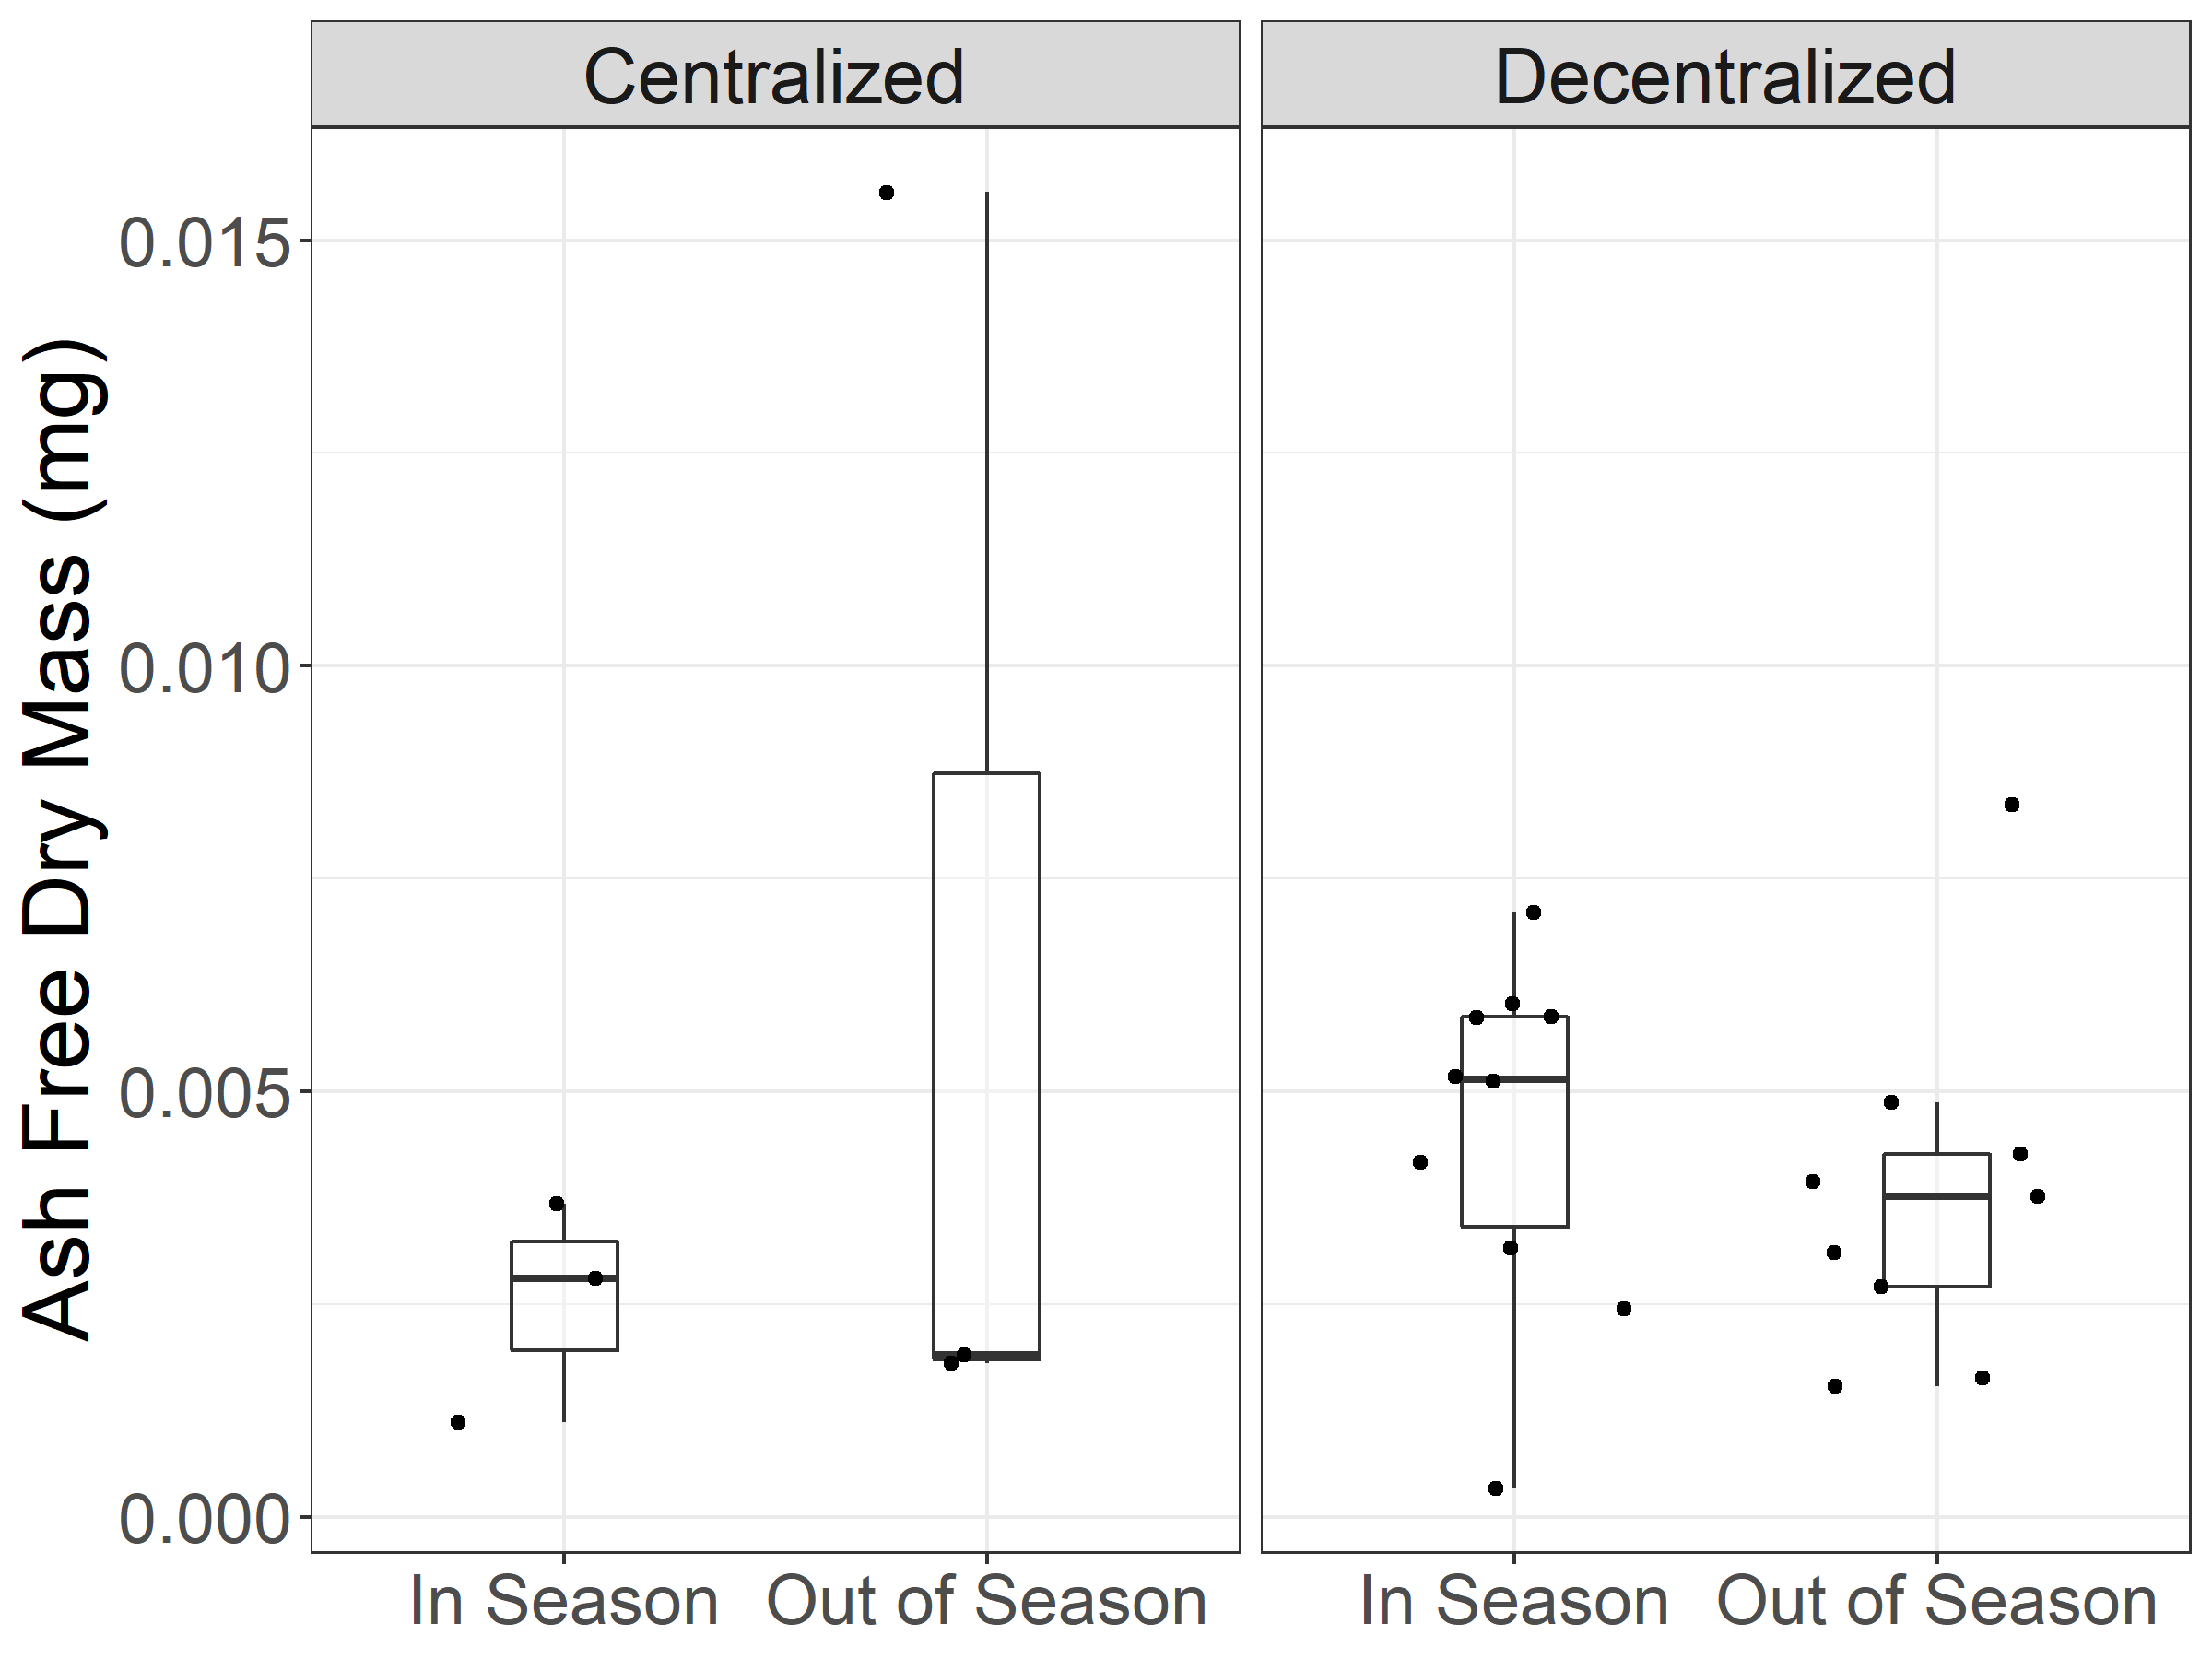 Centralized
Decentralized
Ash Free Dry Mass (mg)
0.015
0.010
0.005
0.000
In Season
Out of Season
In Season
Out of Season